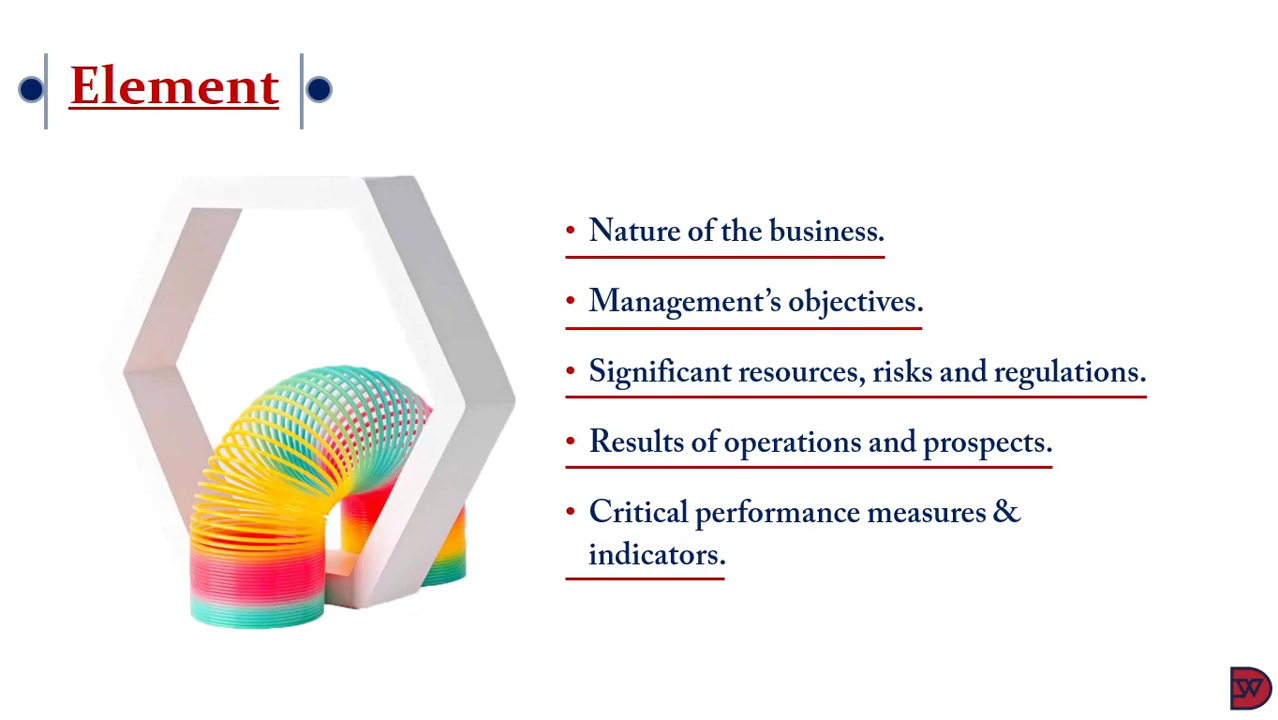 Element
• Nature of the business.
• Management’s objectives.
• Significant resources, risks and regulations.
• Results of operations and prospects.
• Critical performance measures &
indicators.
DW